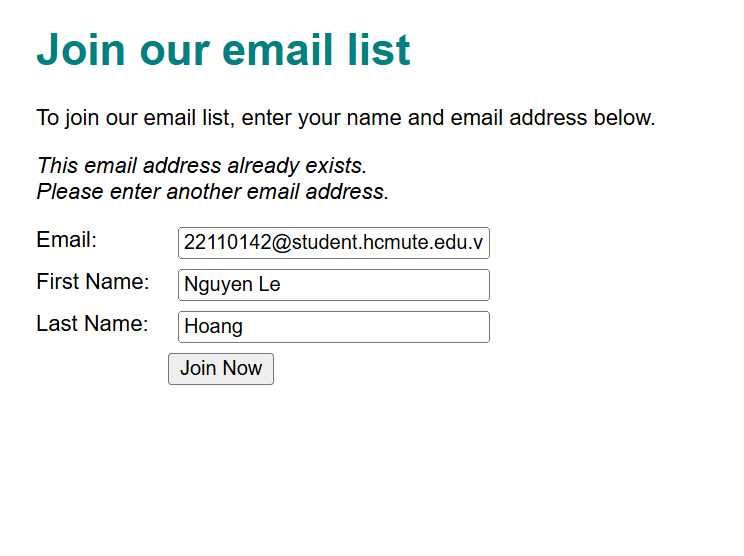 Join our email list
To join our email list, enter your name and email address below.
This email address already exists.
Please enter another email address.
Email: 22110142@student.hcmute.edu.v
First Name: Nguyen Le
Last Name: Hoang
Join Now